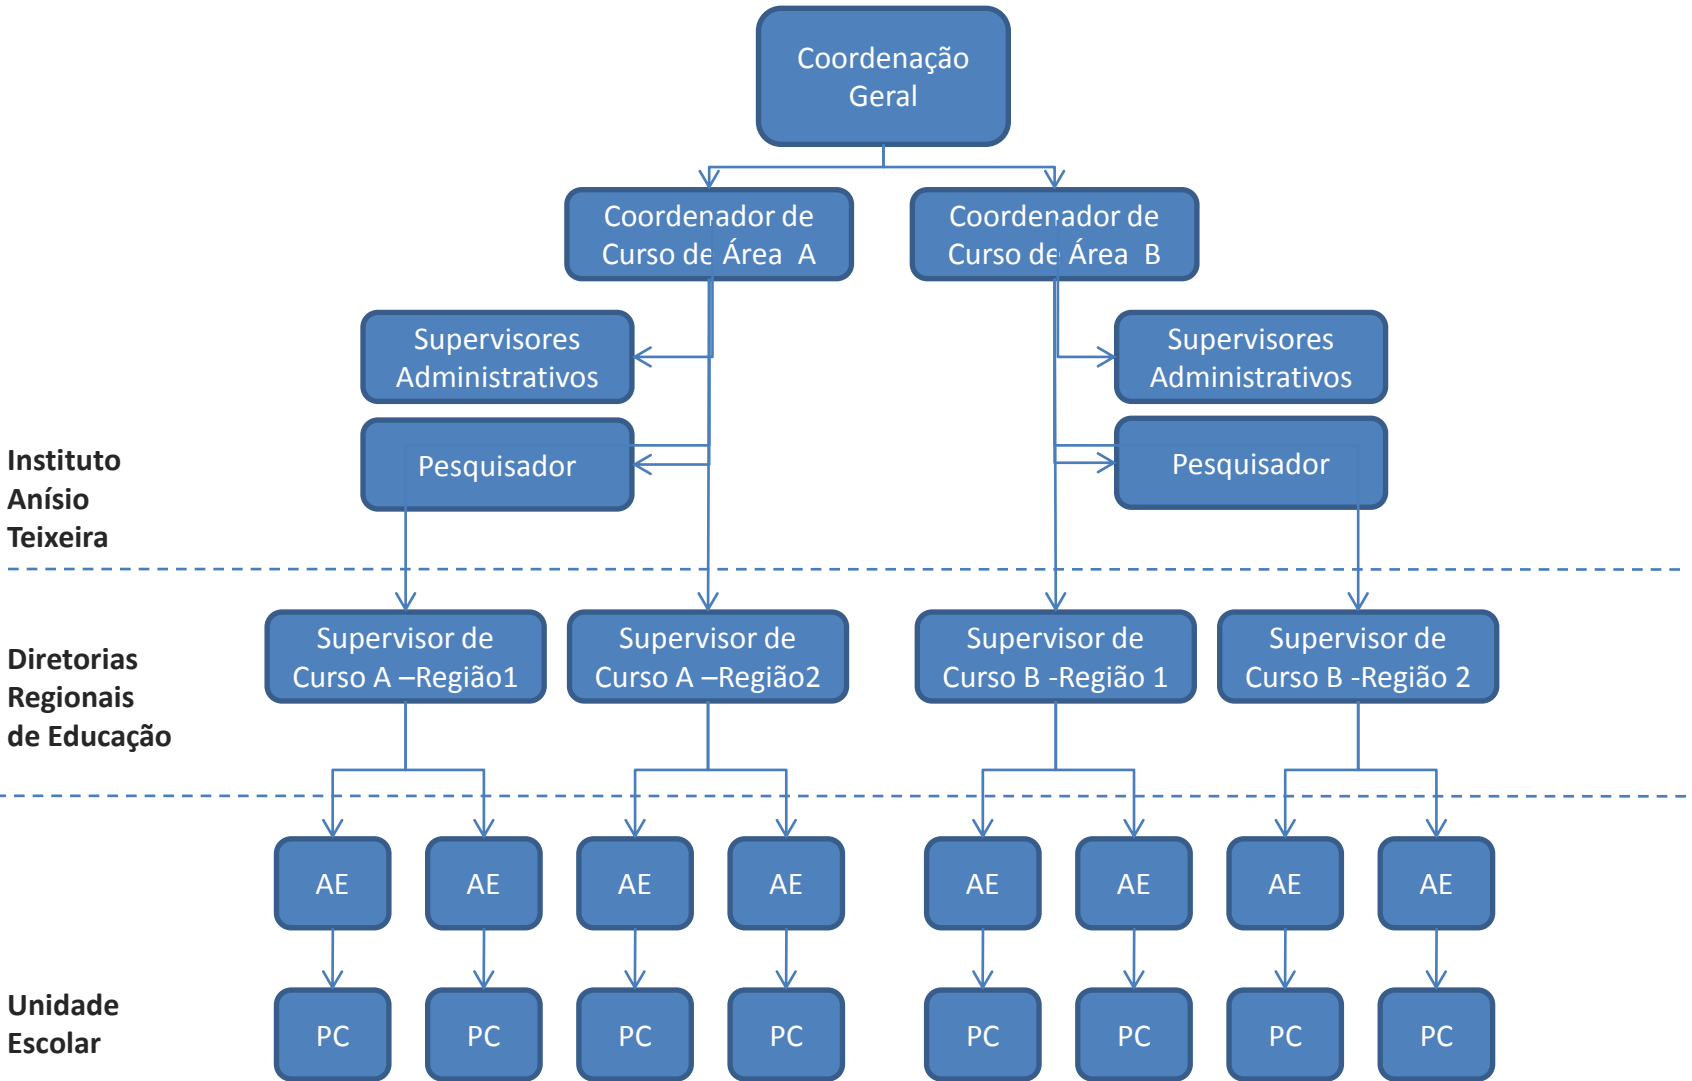 Coordenação
Geral
Coordenador de
Curso de Área  A
Coordenador de
Curso de Área  B
Supervisores
Administrativos
Supervisores
Administrativos
Pesquisador
Pesquisador
Instituto
Anísio
Teixeira
Supervisor de
Curso A –Região1
Supervisor de
Curso A –Região2
Supervisor de
Curso B -Região 1
Supervisor de
Curso B -Região 2
Diretorias
Regionais
de Educação
AE
AE
AE
AE
AE
AE
AE
AE
Unidade
Escolar
PC
PC
PC
PC
PC
PC
PC
PC